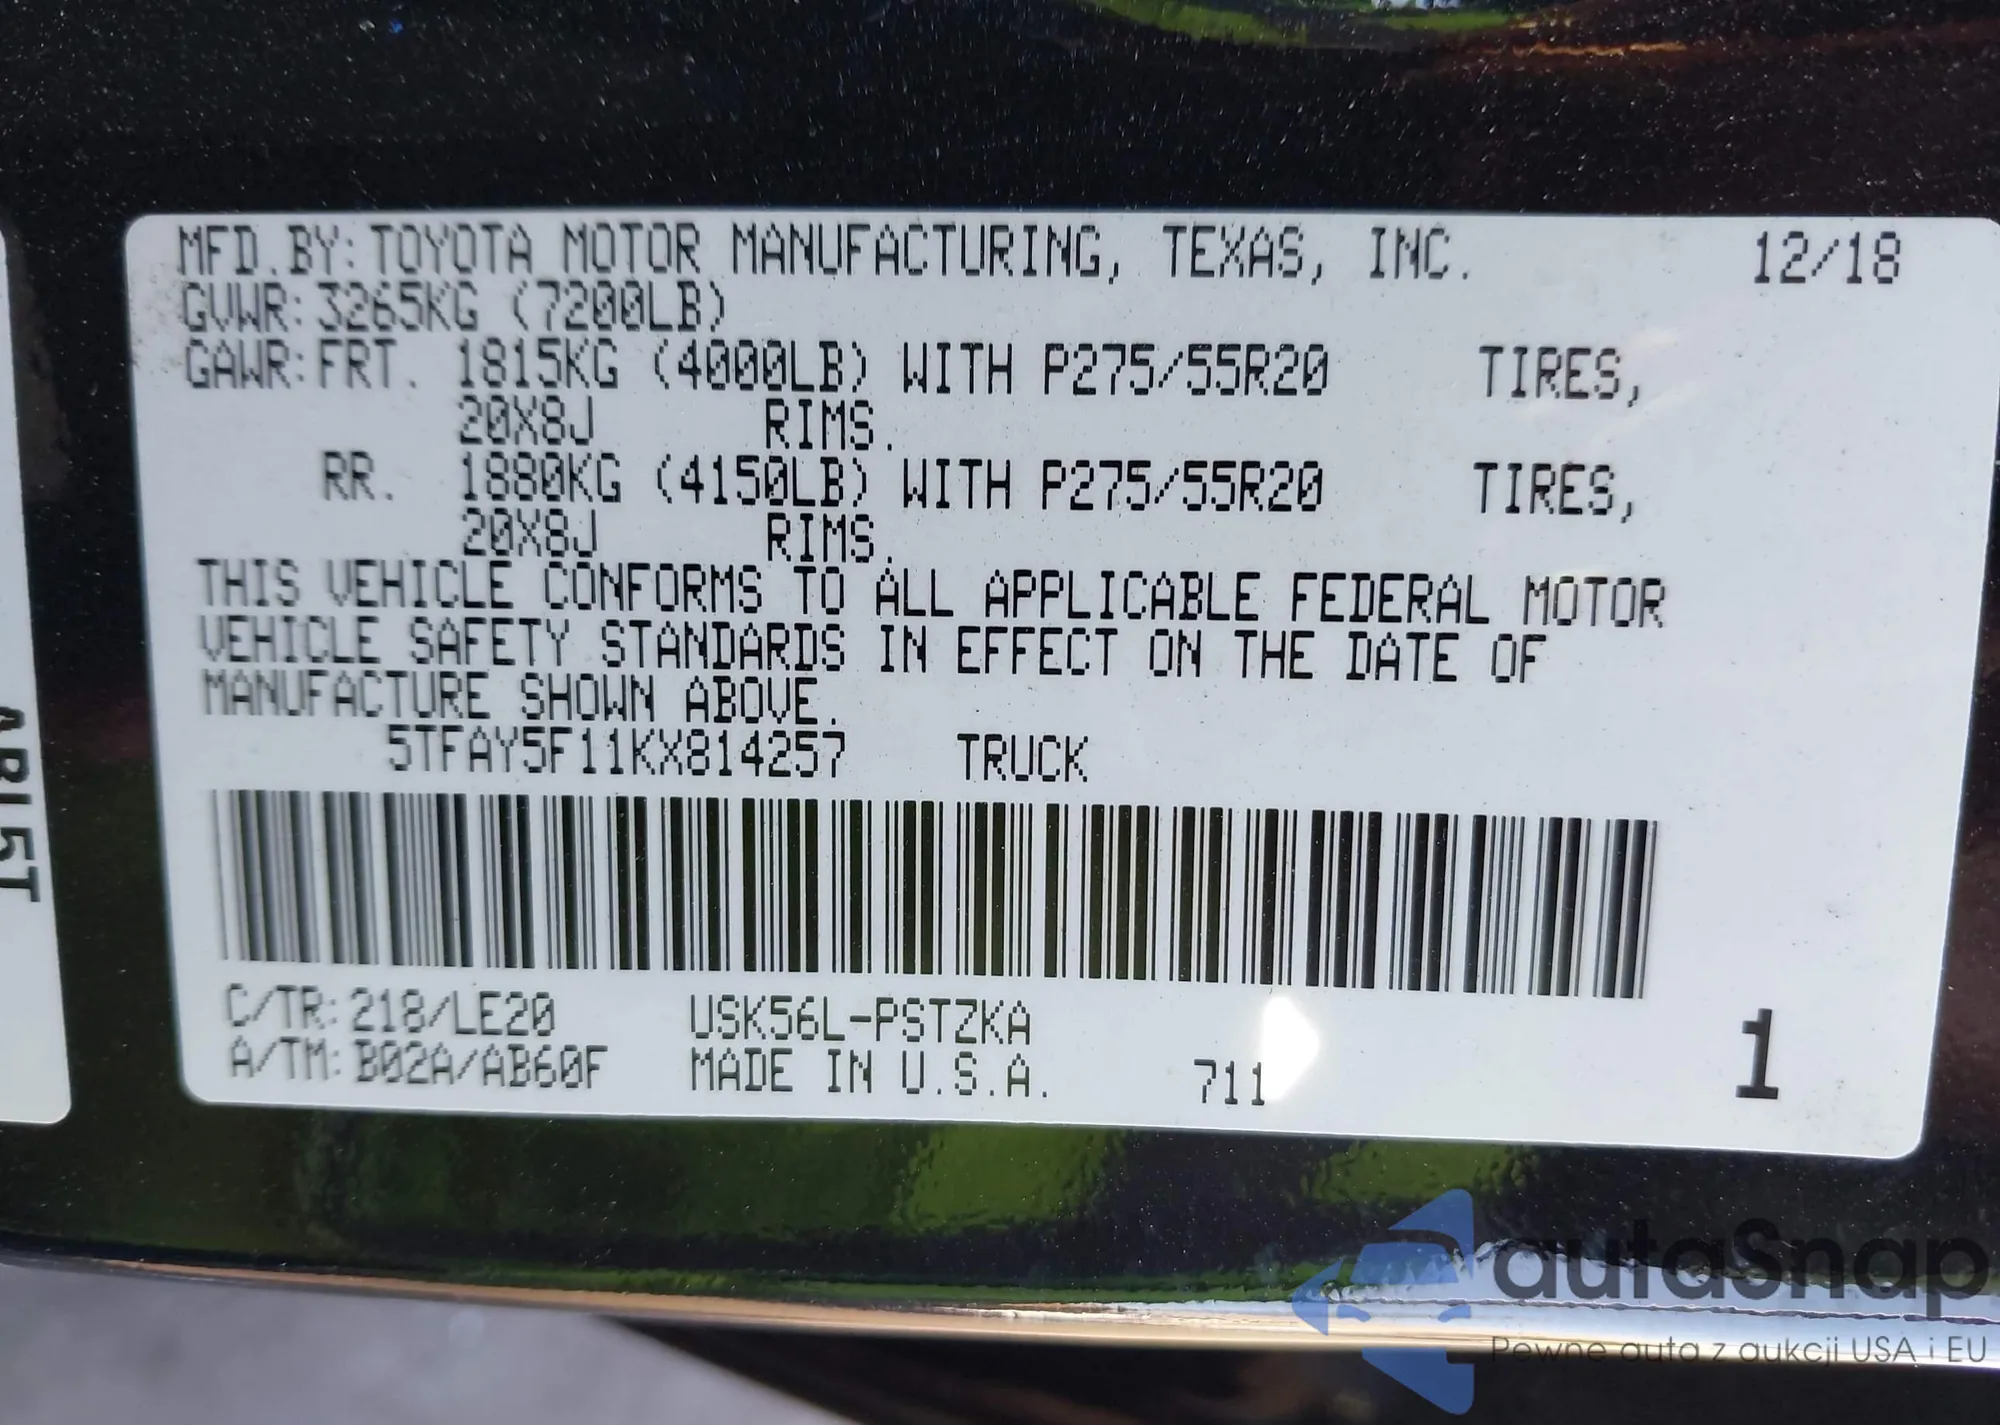 MFD.BY: TOYOTA MOTOR MANUFACTURING, TEXAS, INC. 12/18
GVWR: 3265KG (7200LB)
GAWR: FRT. 1815KG (4000LB) WITH P275/55R20 TIRES,
20X8J RIMS.
RR. 1880KG (4150LB) WITH P275/55R20 TIRES,
20X8J RIMS.
THIS VEHICLE CONFORMS TO ALL APPLICABLE FEDERAL MOTOR
VEHICLE SAFETY STANDARDS IN EFFECT ON THE DATE OF
MANUFACTURE SHOWN ABOVE.
5TFAY5F11KX814257 TRUCK
C/TR: 218/LE20 USK56L-PSTZKA
A/TM: B02A/AB60F MADE IN U.S.A. 711
1
autaSnap
Pewne auta z aukcji USA i EU